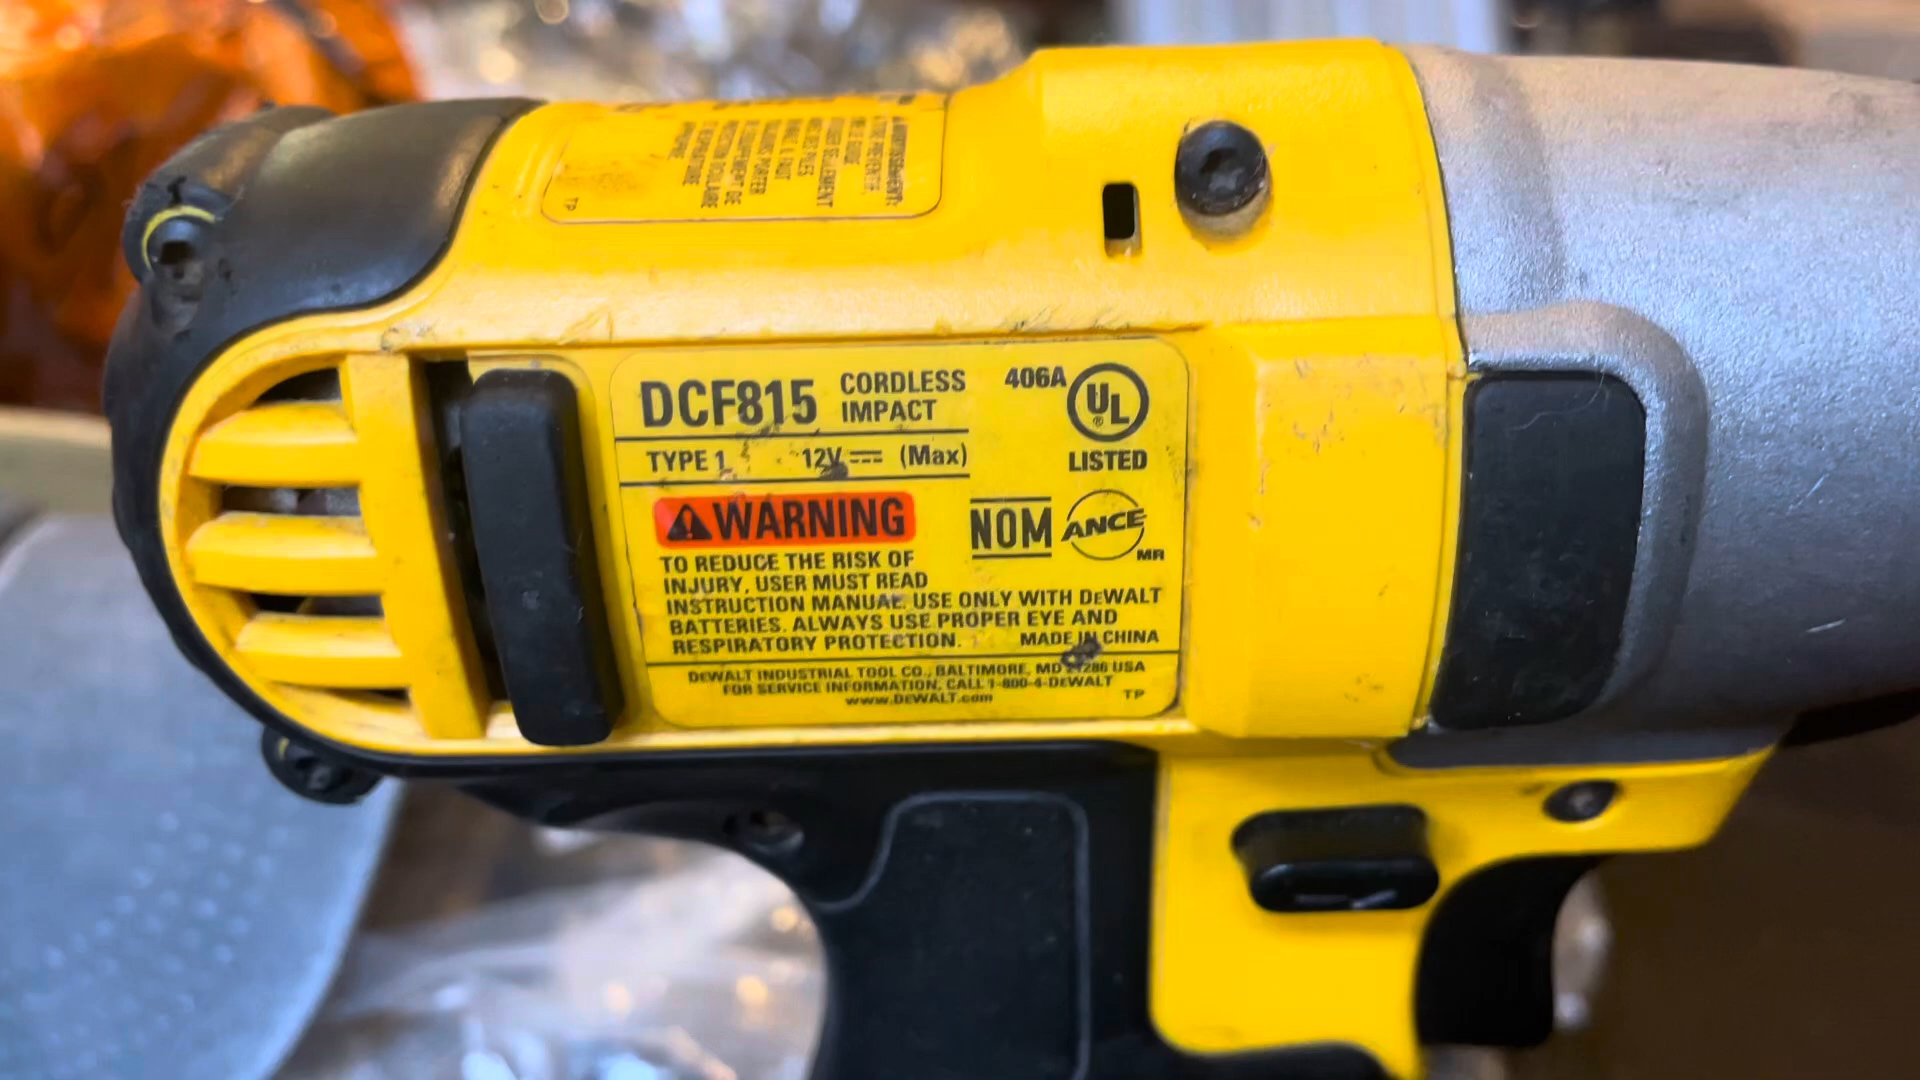 DCF815 CORDLESS IMPACT
406A UL
LISTED
TYPE 1 12V (Max)
WARNING
NOM ANCE MR
TO REDUCE THE RISK OF
INJURY, USER MUST READ
INSTRUCTION MANUAL. USE ONLY WITH DEWALT
BATTERIES. ALWAYS USE PROPER EYE AND
RESPIRATORY PROTECTION. MADE IN CHINA
DEWALT INDUSTRIAL TOOL CO., BALTIMORE, MD 21286 USA
FOR SERVICE INFORMATION, CALL 1-800-4-DEWALT
www.DEWALT.com TP
TP